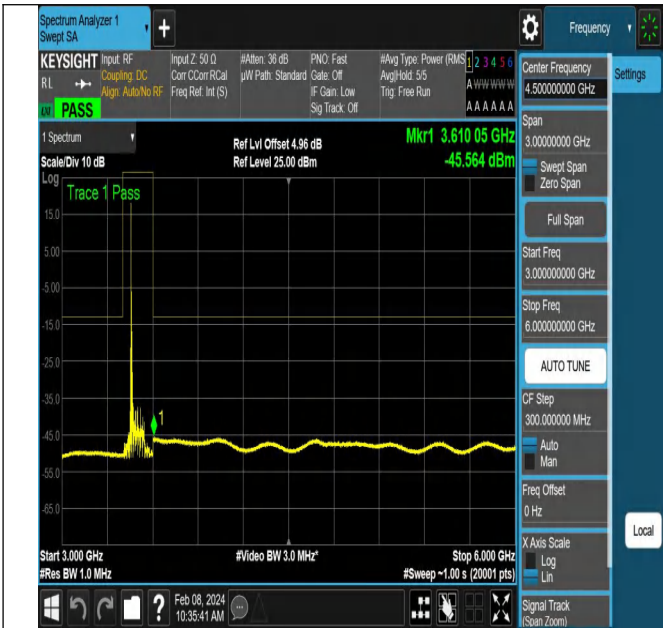 Spectrum Analyzer 1
Swept SA
Frequency
KEYSIGHT
Input: RF
Input Z: 50 Ω
#Atten: 36 dB
PNO: Fast
#Avg Type: Power (RMS
1 2 3 4 5 6
RL
Coupling: DC
Corr CCorr RCal
µW Path: Standard
Gate: Off
Avg|Hold: 5/5
A W W W W W
Align: Auto/No RF
Freq Ref: Int (S)
IF Gain: Low
Trig: Free Run
PASS
Sig Track: Off
A A A A A A
1 Spectrum
Ref Lvl Offset 4.96 dB
Mkr1 3.610 05 GHz
Scale/Div 10 dB
Ref Level 25.00 dBm
-45.564 dBm
Log
Trace 1 Pass
15.0
5.00
-5.00
-15.0
-25.0
-35.0
-45.0
-55.0
-65.0
1
Start 3.000 GHz
#Video BW 3.0 MHz*
Stop 6.000 GHz
#Res BW 1.0 MHz
#Sweep ~1.00 s (20001 pts)
Feb 08, 2024
10:35:41 AM
Center Frequency
4.500000000 GHz
Settings
Span
3.00000000 GHz
Swept Span
Zero Span
Full Span
Start Freq
3.000000000 GHz
Stop Freq
6.000000000 GHz
AUTO TUNE
CF Step
300.000000 MHz
Auto
Man
Freq Offset
0 Hz
Local
X Axis Scale
Log
Lin
Signal Track
(Span Zoom)